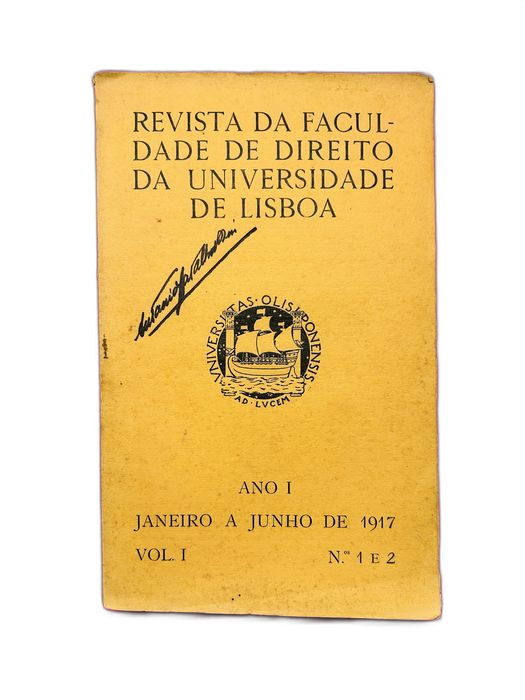 REVISTA DA FACUL-
DADE DE DIREITO
DA UNIVERSIDADE
DE LISBOA
UNIVERSITAS·OLISIPONENSIS
AD·LVCEM
ANO I
JANEIRO A JUNHO DE 1917
VOL. I N.os 1 E 2